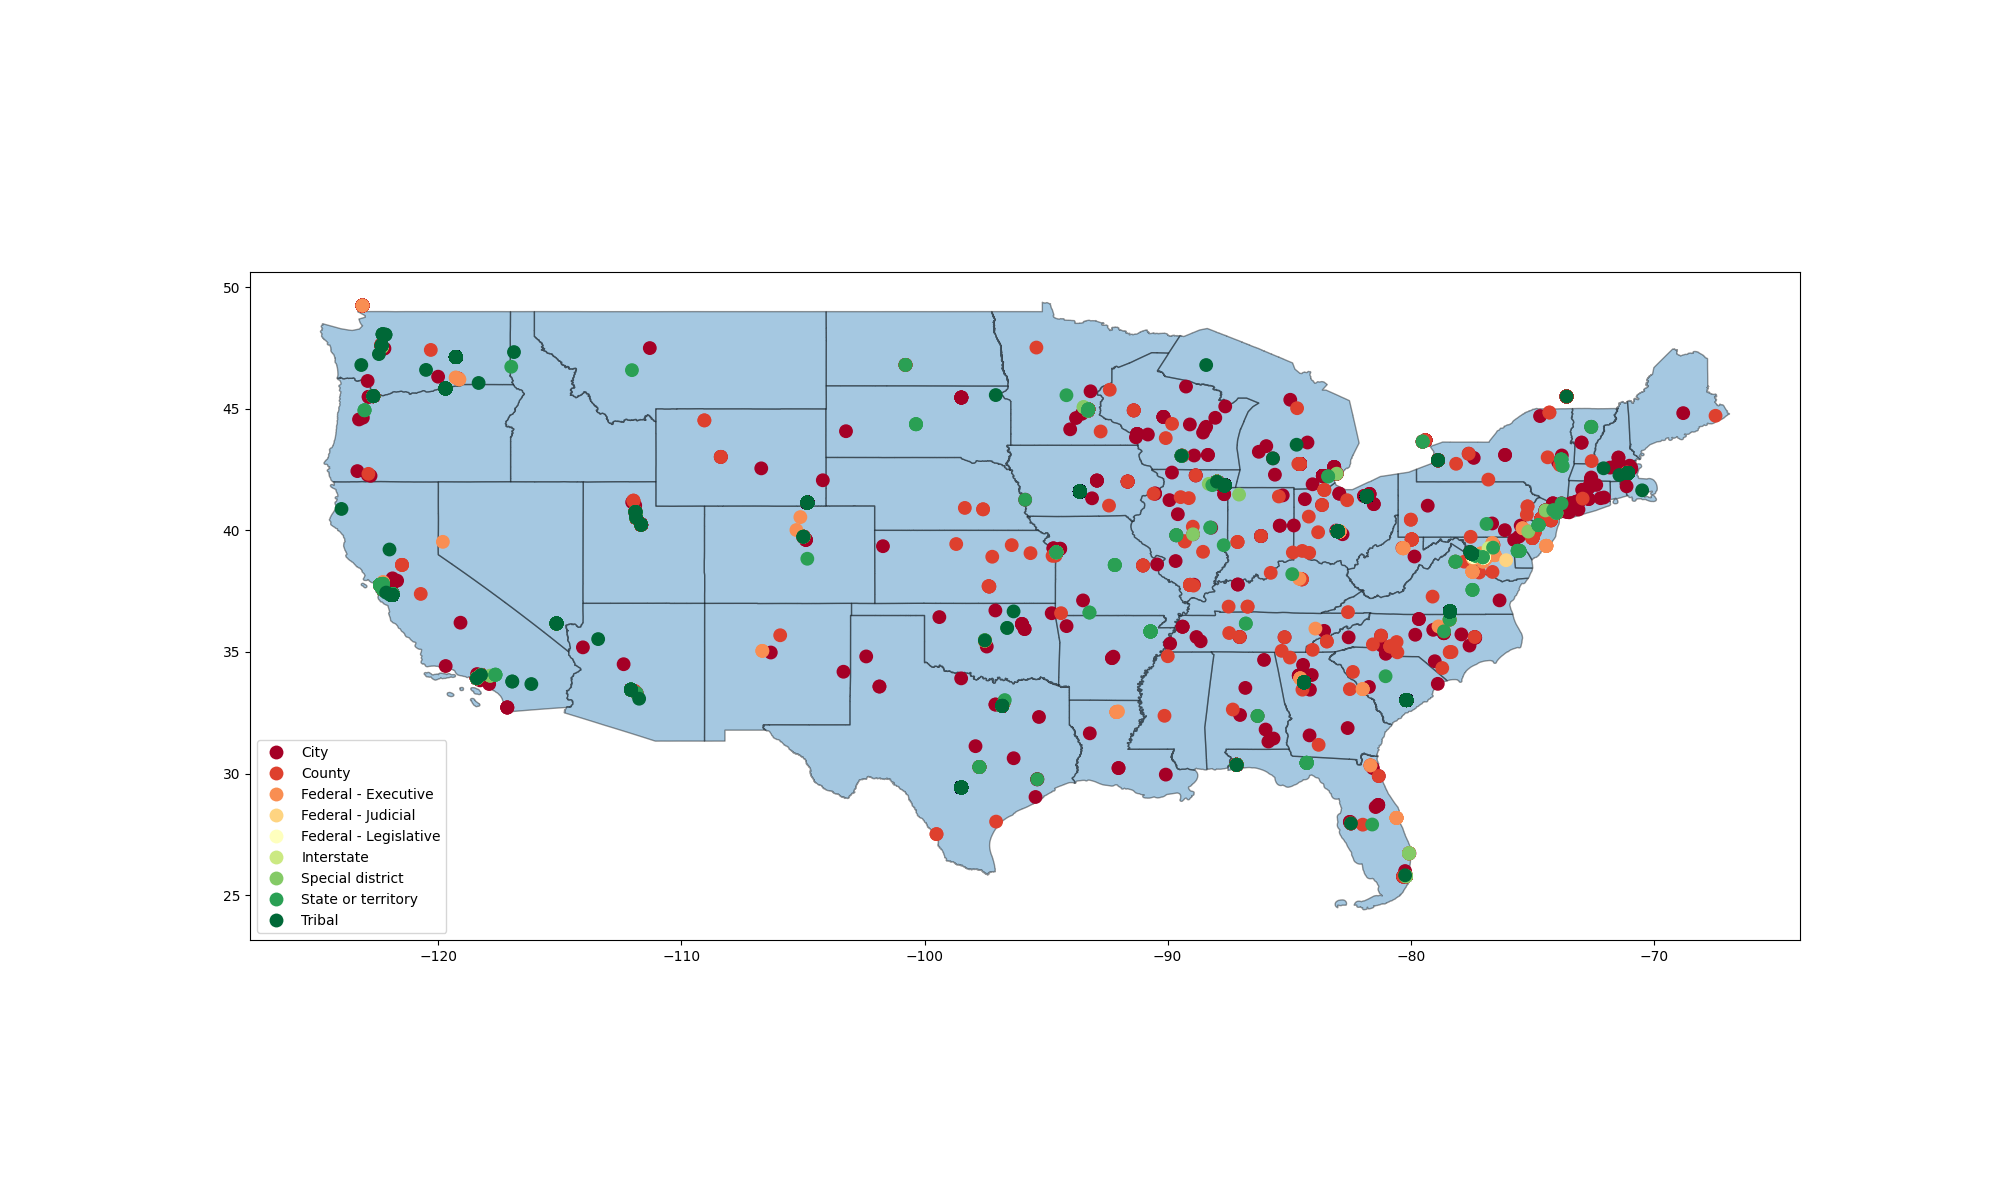 50
45
40
35
30
25
City
County
Federal - Executive
Federal - Judicial
Federal - Legislative
Interstate
Special district
State or territory
Tribal
−120
−110
−100
−90
−80
−70